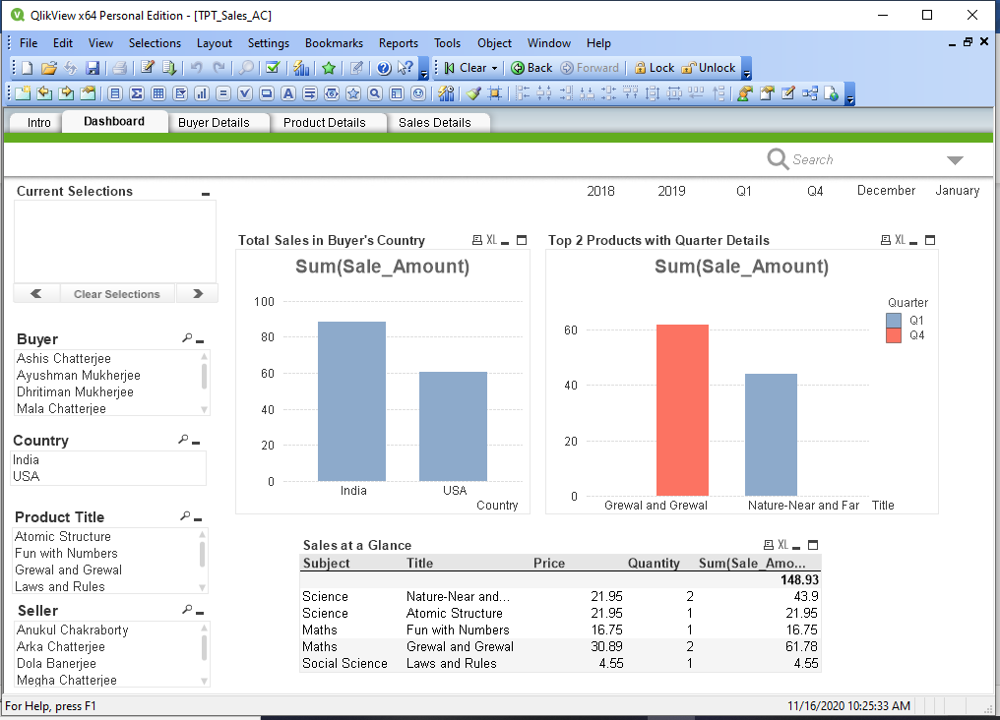 QlikView x64 Personal Edition - [TPT_Sales_AC]
File Edit View Selections Layout Settings Bookmarks Reports Tools Object Window Help
Clear Back Forward Lock Unlock
Intro Dashboard Buyer Details Product Details Sales Details
Search
Current Selections
2018 2019 Q1 Q4 December January
Clear Selections
Total Sales in Buyer's Country XL
Sum(Sale_Amount)
100
80
60
40
20
0
India USA
Country
Top 2 Products with Quarter Details XL
Sum(Sale_Amount)
Quarter
Q1
Q4
60
40
20
0
Grewal and Grewal Nature-Near and Far Title
Buyer
Ashis Chatterjee
Ayushman Mukherjee
Dhritiman Mukherjee
Mala Chatterjee
Country
India
USA
Product Title
Atomic Structure
Fun with Numbers
Grewal and Grewal
Laws and Rules
Seller
Anukul Chakraborty
Arka Chatterjee
Dola Banerjee
Megha Chatterjee
Sales at a Glance XL
Subject Title Price Quantity Sum(Sale_Amo...
148.93
Science Nature-Near and... 21.95 2 43.9
Science Atomic Structure 21.95 1 21.95
Maths Fun with Numbers 16.75 1 16.75
Maths Grewal and Grewal 30.89 2 61.78
Social Science Laws and Rules 4.55 1 4.55
For Help, press F1 11/16/2020 10:25:33 AM